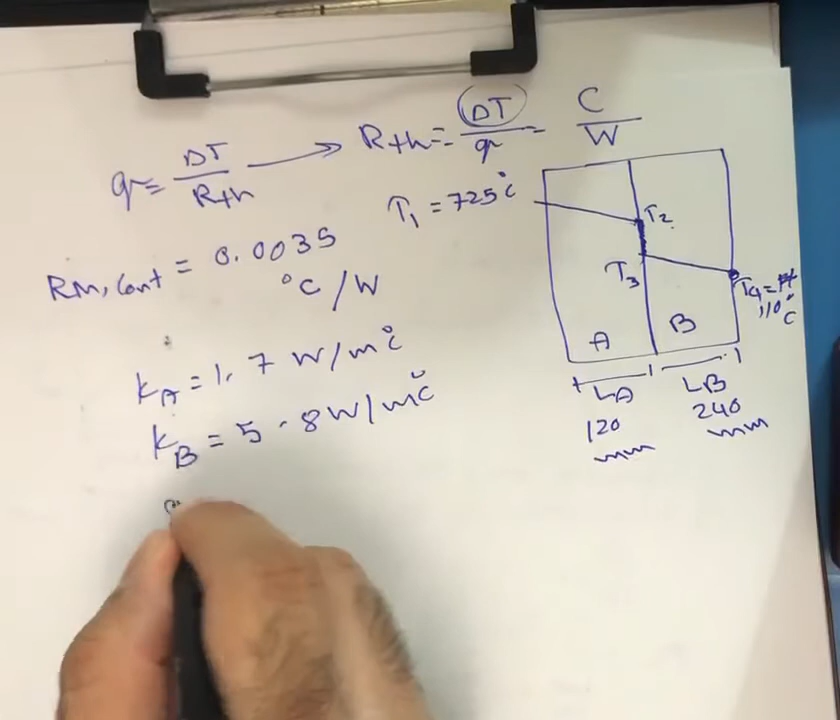 q = ΔT / Rth → Rth = ΔT / q = C / W
T₁ = 725°C
RM, Cont = 0.0035 °C/W
kA = 1.7 W/m°C
kB = 5.8 W/m°C
T₂
T₃
T₄ =
110°C
A B
LA LB
120 240
mm mm